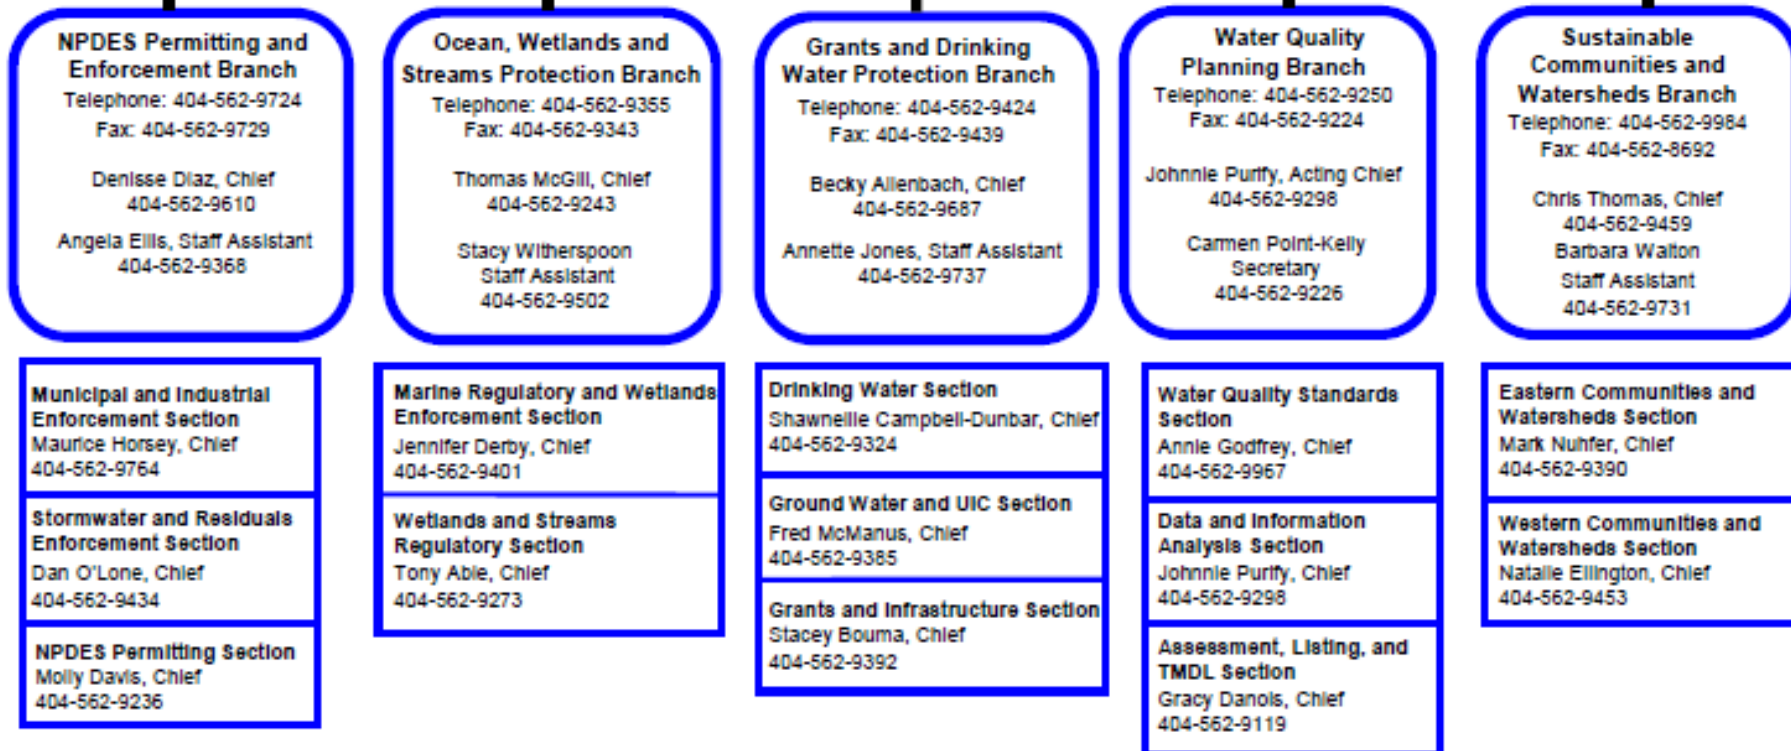 NPDES Permitting and
Enforcement Branch
Telephone: 404-562-9724
Fax: 404-562-9729
Denisse Diaz, Chief
404-562-9610
Angela Ellis, Staff Assistant
404-562-9368
Ocean, Wetlands and
Streams Protection Branch
Telephone: 404-562-9355
Fax: 404-562-9343
Thomas McGill, Chief
404-562-9243
Stacy Witherspoon
Staff Assistant
404-562-9502
Grants and Drinking
Water Protection Branch
Telephone: 404-562-9424
Fax: 404-562-9439
Becky Allenbach, Chief
404-562-9687
Annette Jones, Staff Assistant
404-562-9737
Water Quality
Planning Branch
Telephone: 404-562-9250
Fax: 404-562-9224
Johnnie Purify, Acting Chief
404-562-9298
Carmen Point-Kelly
Secretary
404-562-9226
Sustainable
Communities and
Watersheds Branch
Telephone: 404-562-9984
Fax: 404-562-8692
Chris Thomas, Chief
404-562-9459
Barbara Walton
Staff Assistant
404-562-9731
Municipal and Industrial
Enforcement Section
Maurice Horsey, Chief
404-562-9764
Stormwater and Residuals
Enforcement Section
Dan O'Lone, Chief
404-562-9434
NPDES Permitting Section
Molly Davis, Chief
404-562-9236
Marine Regulatory and Wetlands
Enforcement Section
Jennifer Derby, Chief
404-562-9401
Wetlands and Streams
Regulatory Section
Tony Able, Chief
404-562-9273
Drinking Water Section
Shawnelle Campbell-Dunbar, Chief
404-562-9324
Ground Water and UIC Section
Fred McManus, Chief
404-562-9385
Grants and Infrastructure Section
Stacey Bouma, Chief
404-562-9392
Water Quality Standards
Section
Annie Godfrey, Chief
404-562-9967
Data and Information
Analysis Section
Johnnie Purify, Chief
404-562-9298
Assessment, Listing, and
TMDL Section
Gracy Danois, Chief
404-562-9119
Eastern Communities and
Watersheds Section
Mark Nuhfer, Chief
404-562-9390
Western Communities and
Watersheds Section
Natalie Ellington, Chief
404-562-9453